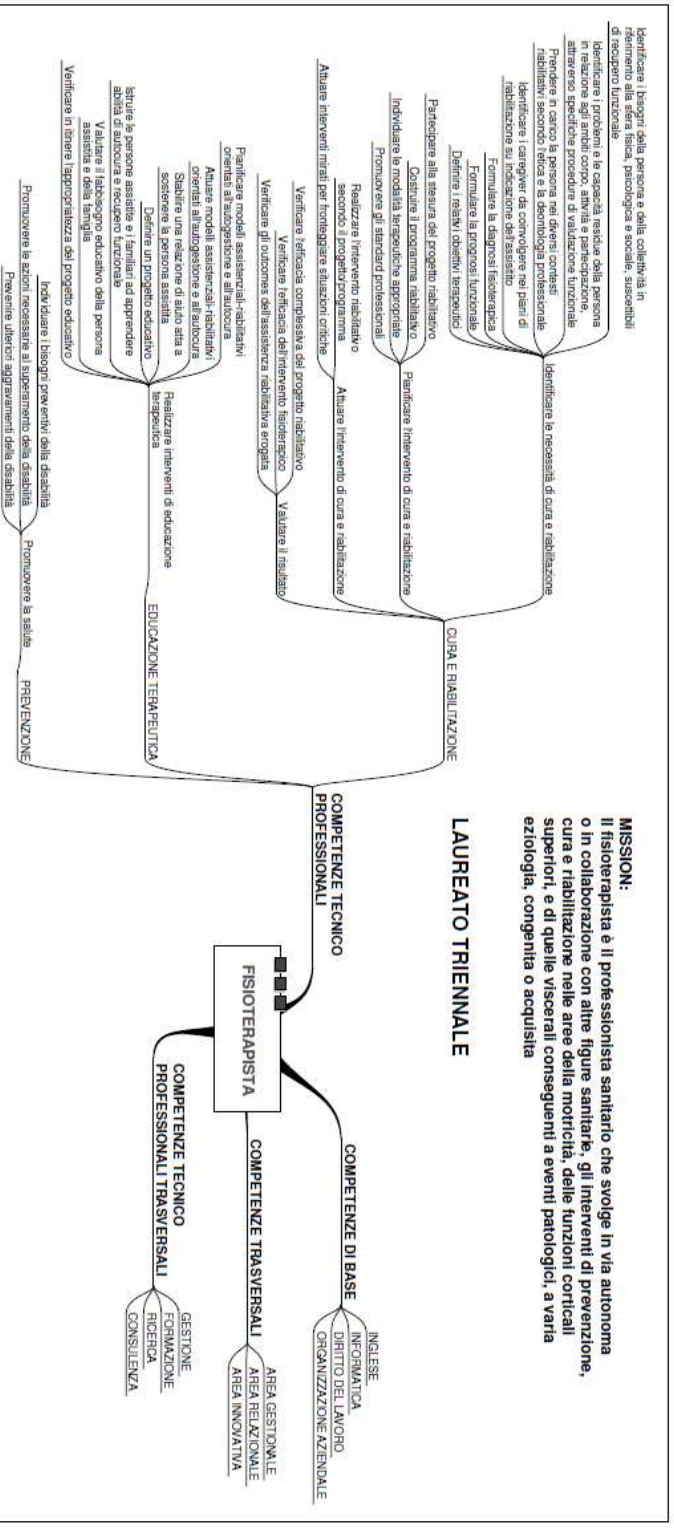 MISSION:
Il fisioterapista è il professionista sanitario che svolge in via autonoma
o in collaborazione con altre figure sanitarie, gli interventi di prevenzione,
cura e riabilitazione nelle aree della motricità, delle funzioni corticali
superiori, e di quelle viscerali conseguenti a eventi patologici, a varia
eziologia, congenita o acquisita
LAUREATO TRIENNALE
FISIOTERAPISTA
COMPETENZE TECNICO
PROFESSIONALI
CURA E RIABILITAZIONE
Identificare le necessità di cura e riabilitazione
Identificare i bisogni della persona e della collettività in
riferimento alla sfera fisica, psicologica e sociale, suscettibili
di recupero funzionale
Identificare i problemi e le capacità residue della persona
in relazione agli ambiti corpo, attività e partecipazione,
attraverso specifiche procedure di valutazione funzionale
Prendere in carico la persona nei diversi contesti
riabilitativi secondo l'etica e la deontologia professionale
Identificare i caregiver da coinvolgere nei piani di
riabilitazione su indicazione dell'assisitito
Formulare la diagnosi fisioterapica
Formulare la prognosi funzionale
Definire i relativi obiettivi terapeutici
Pianificare l'intervento di cura e riabilitazione
Partecipare alla stesura del progetto riabilitativo
Costruire il programma riabilitativo
Individuare le modalità terapeutiche appropriate
Promuovere gli standard professionali
Attuare l'intervento di cura e riabilitazione
Realizzare l'intervento riabilitativo
secondo il progetto/programma
Attuare interventi mirati per fronteggiare situazioni critiche
Valutare il risultato
Verificare l'efficacia complessiva del progetto riabilitativo
Verificare l'efficacia dell'intervento fisioterapico
Verificare gli outcomes dell'assistenza riabilitativa erogata
EDUCAZIONE TERAPEUTICA
Realizzare interventi di educazione
terapeutica
Pianificare modelli assistenziali-riabilitativi
orientati all'autogestione e all'autocura
Attuare modelli assistenziali-riabilitativi
orientati all'autogestione e all'autocura
Stabilire una relazione d'aiuto atta a
sostenere la persona assistita
Definire un progetto educativo
Istruire le persone assistite e i familiari ad apprendere
abilità di autocura e recupero funzionale
Valutare il fabbisogno educativo della persona
assistita e della famiglia
Verificare in itinere l'appropriatezza del progetto educativo
PREVENZIONE
Promuovere la salute
Individuare i bisogni preventivi della disabilità
Promuovere le azioni necessarie al superamento della disabilità
Prevenire ulteriori aggravamenti della disabilità
COMPETENZE DI BASE
INGLESE
INFORMATICA
DIRITTO DEL LAVORO
ORGANIZZAZIONE AZIENDALE
COMPETENZE TRASVERSALI
AREA GESTIONALE
AREA RELAZIONALE
AREA INNOVATIVA
COMPETENZE TECNICO
PROFESSIONALI TRASVERSALI
GESTIONE
FORMAZIONE
RICERCA
CONSULENZA